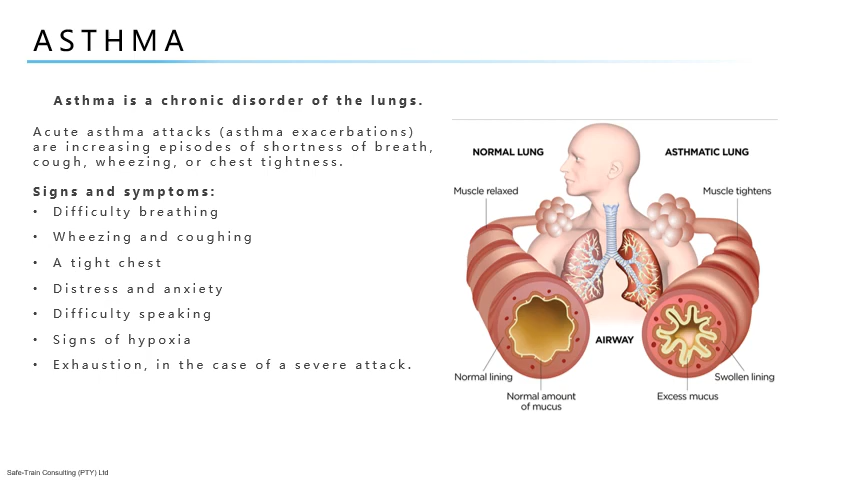 ASTHMA
Asthma is a chronic disorder of the lungs.
Acute asthma attacks (asthma exacerbations)
are increasing episodes of shortness of breath,
cough, wheezing, or chest tightness.
Signs and symptoms:
• Difficulty breathing
• Wheezing and coughing
• A tight chest
• Distress and anxiety
• Difficulty speaking
• Signs of hypoxia
• Exhaustion, in the case of a severe attack.
NORMAL LUNG
ASTHMATIC LUNG
Muscle relaxed
Muscle tightens
AIRWAY
Normal lining
Swollen lining
Normal amount
of mucus
Excess mucus
Safe-Train Consulting (PTY) Ltd